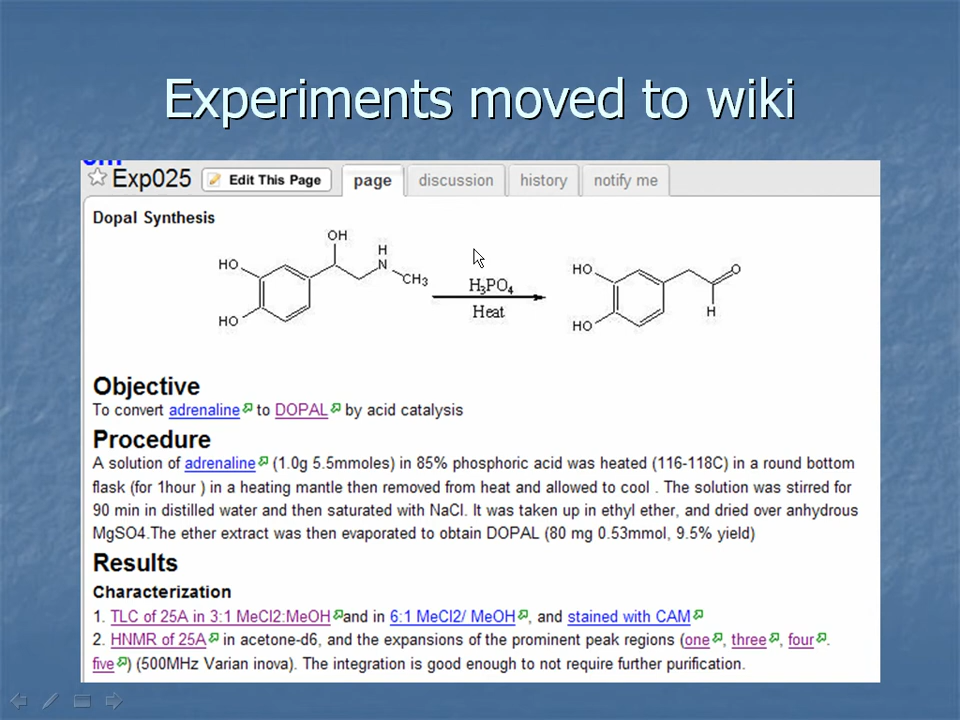 Experiments moved to wiki
Exp025 Edit This Page page discussion history notify me
Dopal Synthesis
OH
HO
H
N
CH3
HO
H3PO4
Heat
HO
O
H
HO
Objective
To convert adrenaline to DOPAL by acid catalysis
Procedure
A solution of adrenaline (1.0g 5.5mmoles) in 85% phosphoric acid was heated (116-118C) in a round bottom
flask (for 1hour ) in a heating mantle then removed from heat and allowed to cool . The solution was stirred for
90 min in distilled water and then saturated with NaCl. It was taken up in ethyl ether, and dried over anhydrous
MgSO4.The ether extract was then evaporated to obtain DOPAL (80 mg 0.53mmol, 9.5% yield)
Results
Characterization
1. TLC of 25A in 3:1 MeCl2:MeOH and in 6:1 MeCl2/ MeOH , and stained with CAM
2. HNMR of 25A in acetone-d6, and the expansions of the prominent peak regions (one , three , four .
five ) (500MHz Varian inova). The integration is good enough to not require further purification.